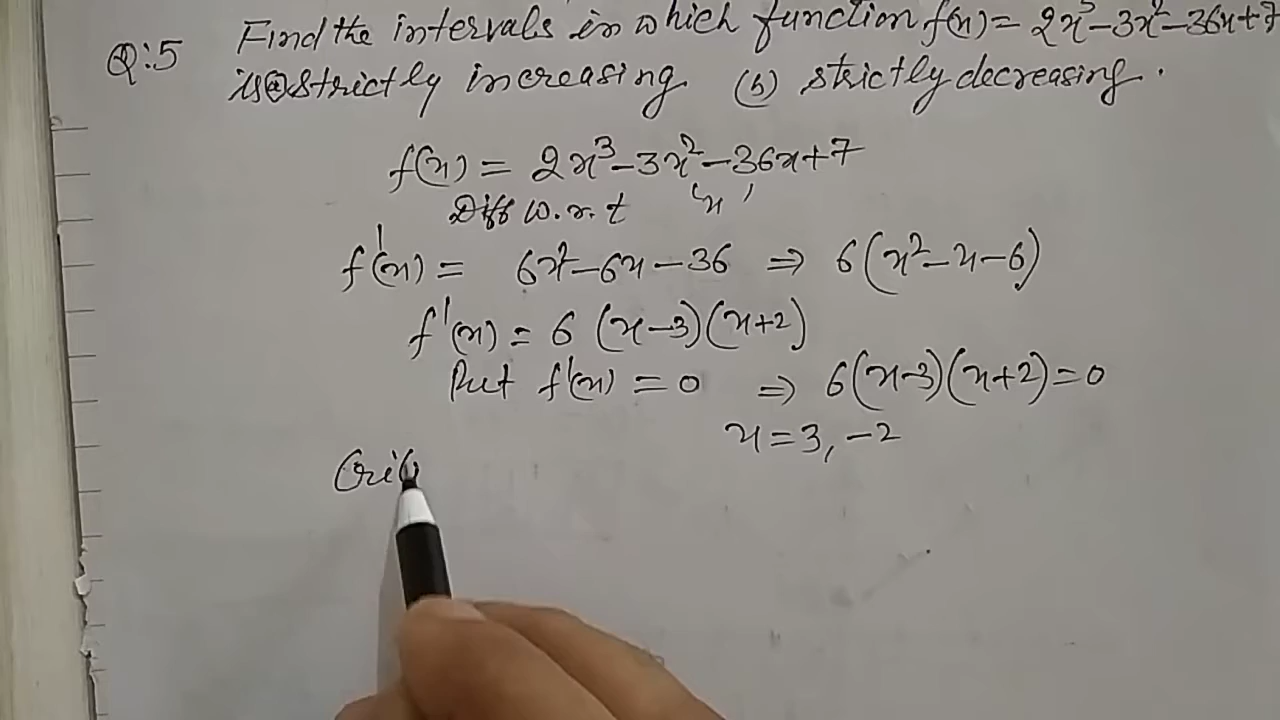 Q:5 Find the intervals in which function f(x) = 2x³-3x²-36x+7
is (a) strictly increasing. (b) strictly decreasing.
f(x) = 2x³-3x²-36x+7
Diff w.r.t 'x'
f'(x) = 6x²-6x-36 ⇒ 6(x²-x-6)
f'(x) = 6 (x-3)(x+2)
Put f'(x) = 0 ⇒ 6(x-3)(x+2)=0
x=3, -2
Criti